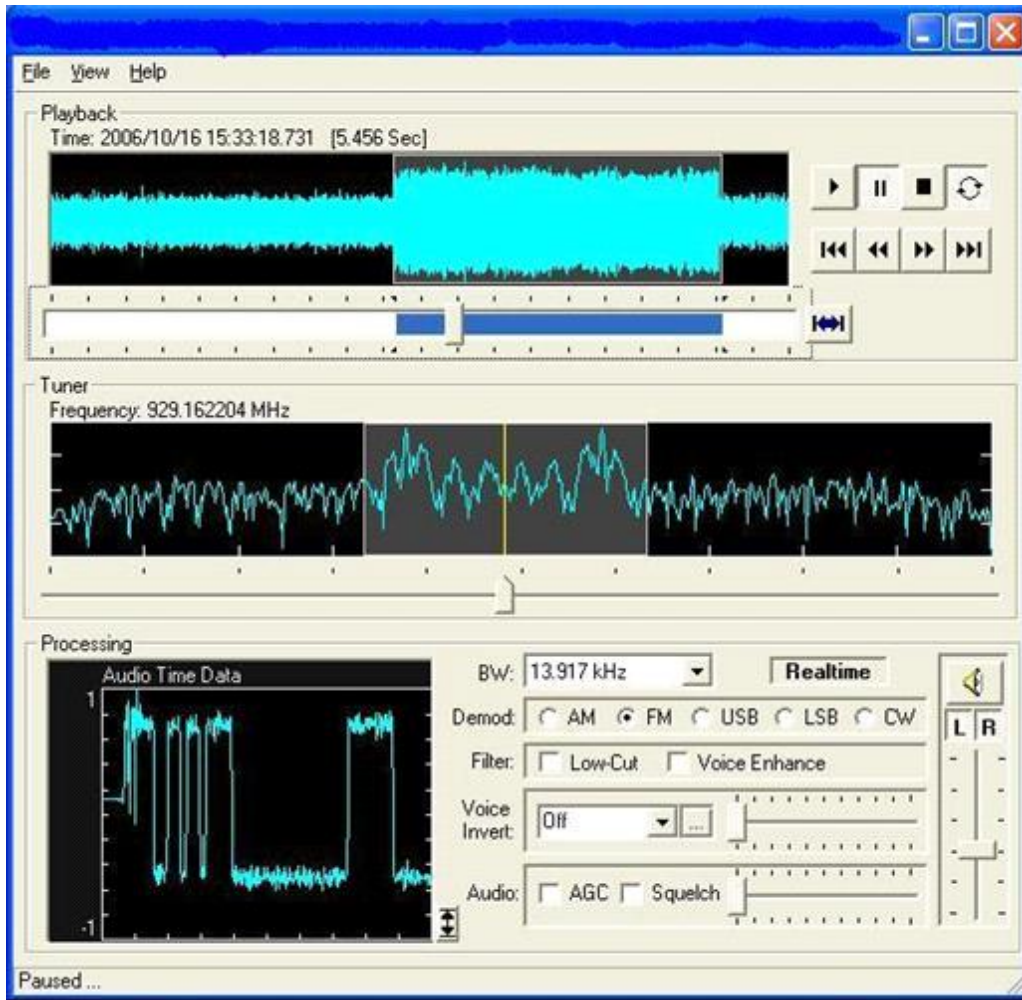 File View Help
Playback
Time: 2006/10/16 15:33:18.731 [5.456 Sec]
Tuner
Frequency: 929.162204 MHz
Processing
Audio Time Data
1
-1
BW: 13.917 kHz Realtime
Demod: AM FM USB LSB CW
Filter: Low-Cut Voice Enhance
Voice
Invert: Off ...
Audio: AGC Squelch
L R
Paused ...